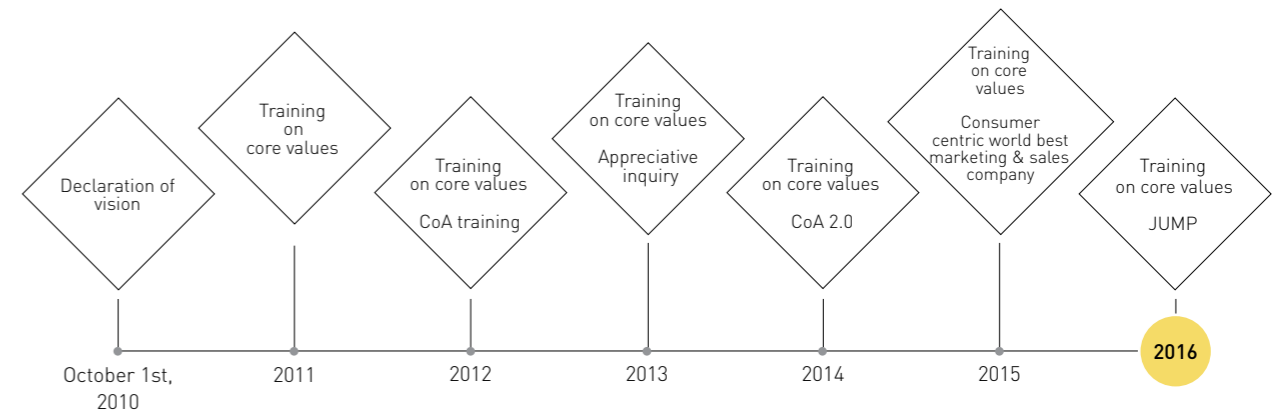 Declaration of
vision
October 1st,
2010
Training
on
core values
2011
Training
on core values
CoA training
2012
Training
on core values
Appreciative
inquiry
2013
Training
on core values
CoA 2.0
2014
Training
on core
values
Consumer
centric world best
marketing & sales
company
2015
Training
on core values
JUMP
2016